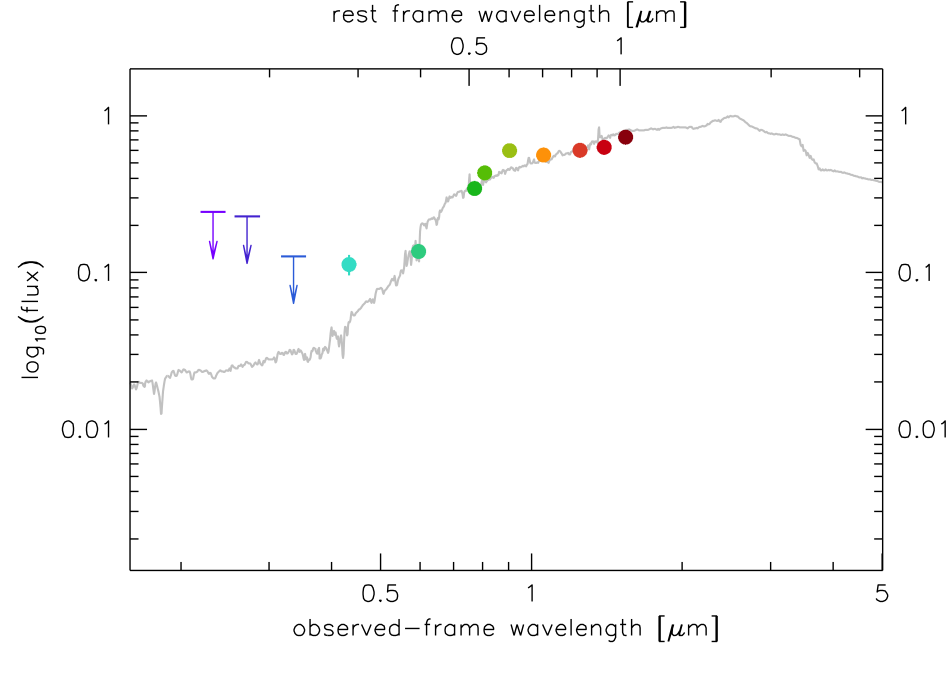 rest frame wavelength [μm]
0.5 1
1 1
0.1 0.1
log10(flux)
0.01 0.01
0.5 1 5
observed-frame wavelength [μm]